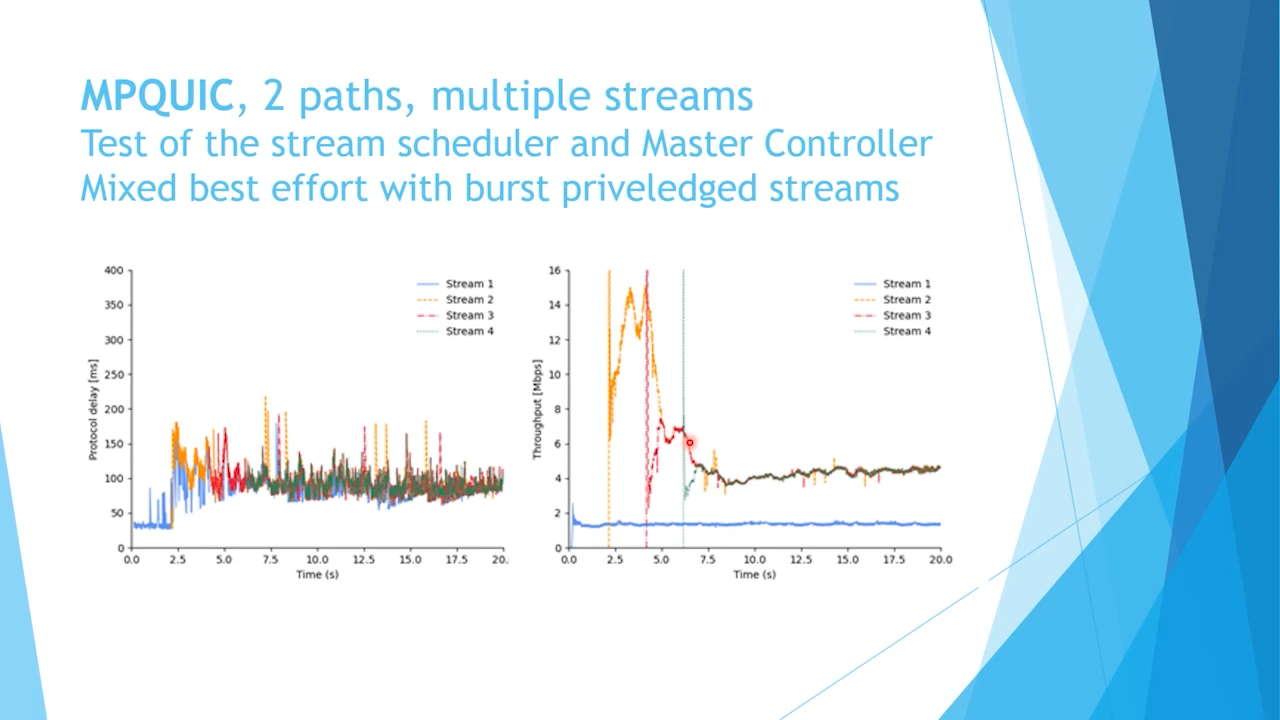 MPQUIC, 2 paths, multiple streams
Test of the stream scheduler and Master Controller
Mixed best effort with burst priveledged streams
400
350
300
250
200
150
100
50
0
Protocol delay [ms]
Stream 1
Stream 2
Stream 3
Stream 4
0.0 2.5 5.0 7.5 10.0 12.5 15.0 17.5 20.
Time (s)
16
14
12
10
8
6
4
2
0
Throughput [Mbps]
Stream 1
Stream 2
Stream 3
Stream 4
0.0 2.5 5.0 7.5 10.0 12.5 15.0 17.5 20.0
Time (s)